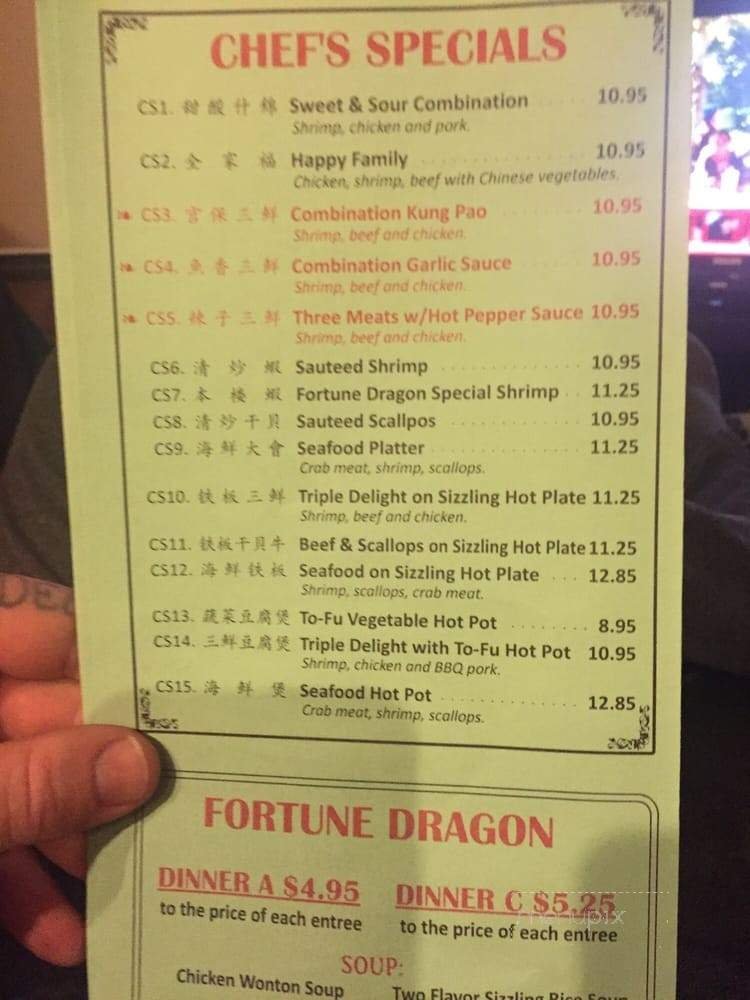 CHEF'S SPECIALS
CS1. 甜酸什錦 Sweet & Sour Combination 10.95
Shrimp, chicken and pork.
CS2. 全家福 Happy Family 10.95
Chicken, shrimp, beef with Chinese vegetables.
CS3. 宮保三鮮 Combination Kung Pao 10.95
Shrimp, beef and chicken.
CS4. 魚香三鮮 Combination Garlic Sauce 10.95
Shrimp, beef and chicken.
CS5. 辣子三鮮 Three Meats w/Hot Pepper Sauce 10.95
Shrimp, beef and chicken.
CS6. 清炒蝦 Sauteed Shrimp 10.95
CS7. 本楼蝦 Fortune Dragon Special Shrimp 11.25
CS8. 清炒干貝 Sauteed Scallpos 10.95
CS9. 海鮮大會 Seafood Platter 11.25
Crab meat, shrimp, scallops.
CS10. 铁板三鮮 Triple Delight on Sizzling Hot Plate 11.25
Shrimp, beef and chicken.
CS11. 铁板干貝牛 Beef & Scallops on Sizzling Hot Plate 11.25
CS12. 海鮮铁板 Seafood on Sizzling Hot Plate 12.85
Shrimp, scallops, crab meat.
CS13. 蔬菜豆腐煲 To-Fu Vegetable Hot Pot 8.95
CS14. 三鮮豆腐煲 Triple Delight with To-Fu Hot Pot 10.95
Shrimp, chicken and BBQ pork.
CS15. 海鮮煲 Seafood Hot Pot 12.85
Crab meat, shrimp, scallops.
FORTUNE DRAGON
DINNER A $4.95 DINNER C $5.25
to the price of each entree to the price of each entree
menupix
SOUP:
Chicken Wonton Soup Two Flavor Sizzling Rice Soup